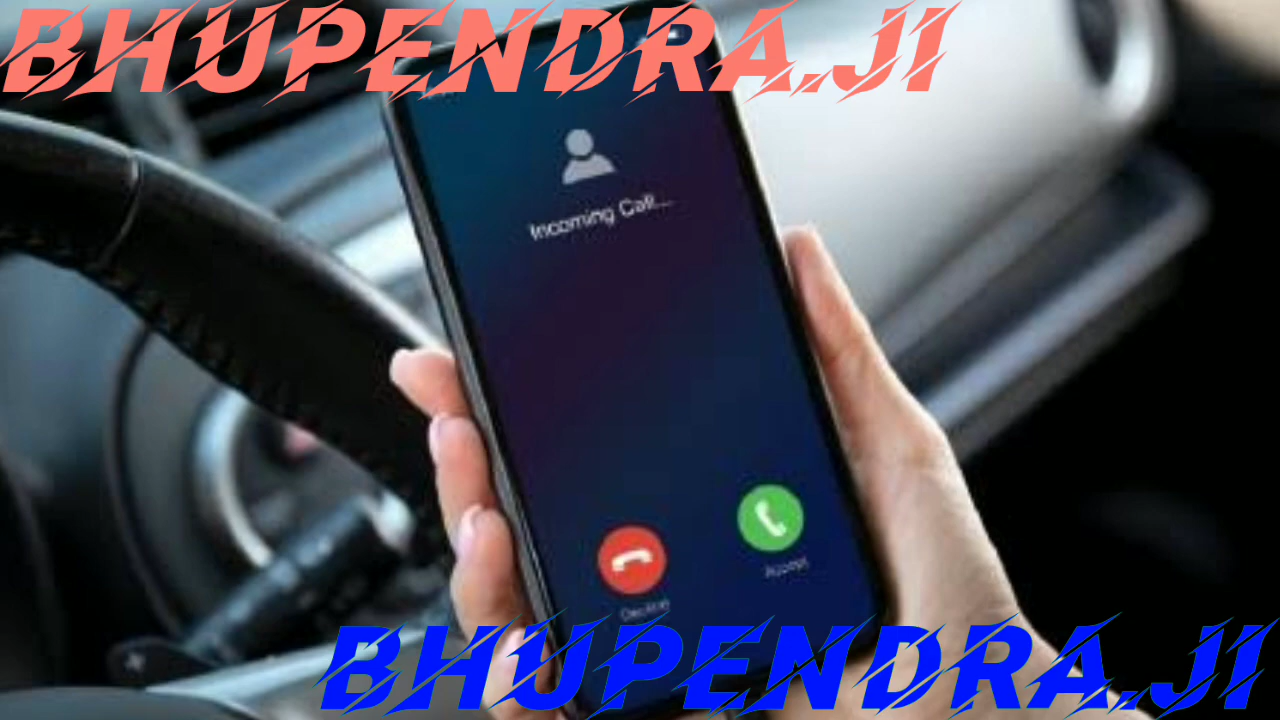 BHUPENDRA.JI
Incoming Call...
Accept
Decline
BHUPENDRA.JI